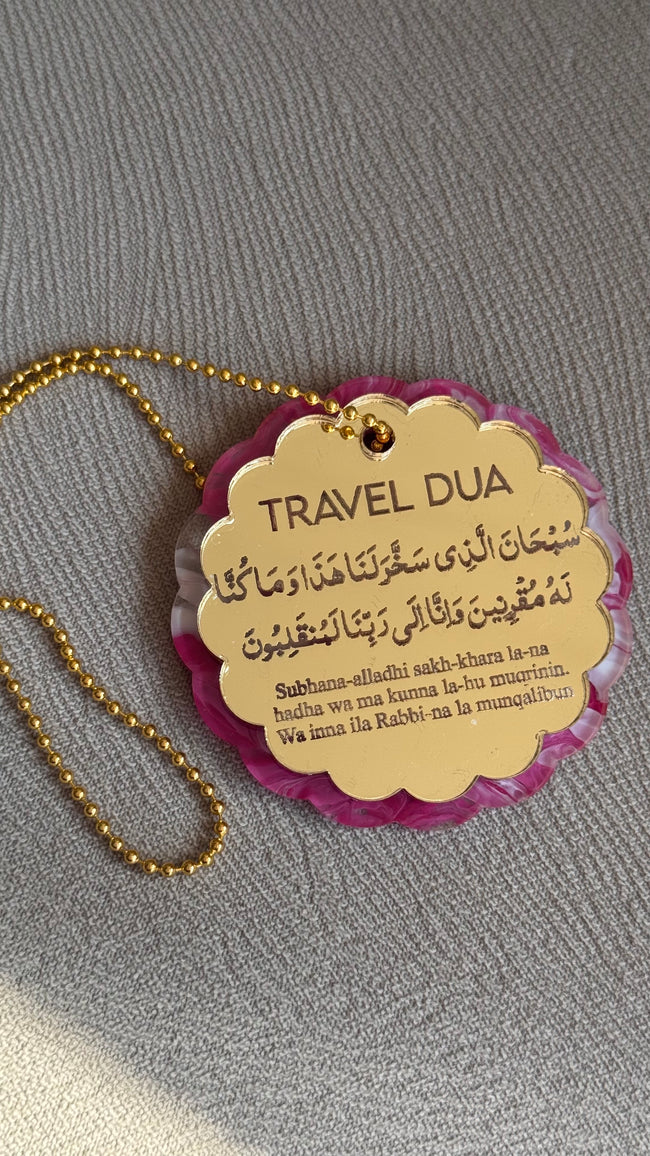 TRAVEL DUA
سُبْحَانَ الَّذِى سَخَّرَلَنَا هَذَا وَمَا كُنَّا
لَهُ مُقْرِنِينَ وَاِنَّا اِلَى رَبِّنَا لَمُنقَلِبُونَ
Subhana-alladhi sakh-khara la-na
hadha wa ma kunna la-hu muqrinin.
Wa inna ila Rabbi-na la munqalibun